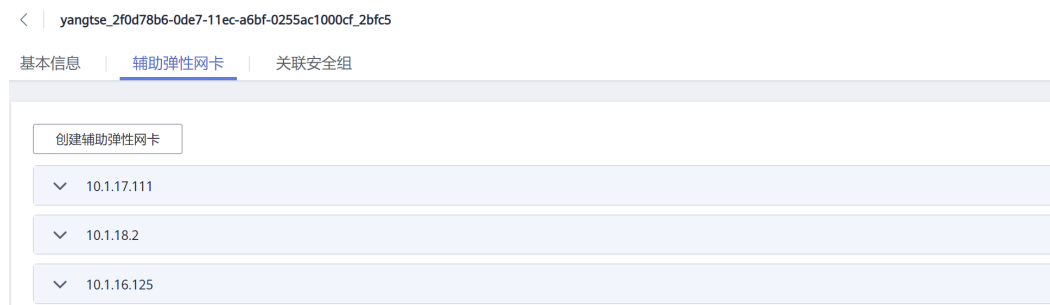 yangtse_2f0d78b6-0de7-11ec-a6bf-0255ac1000cf_2bfc5
基本信息 辅助弹性网卡 关联安全组
创建辅助弹性网卡
10.1.17.111
10.1.18.2
10.1.16.125